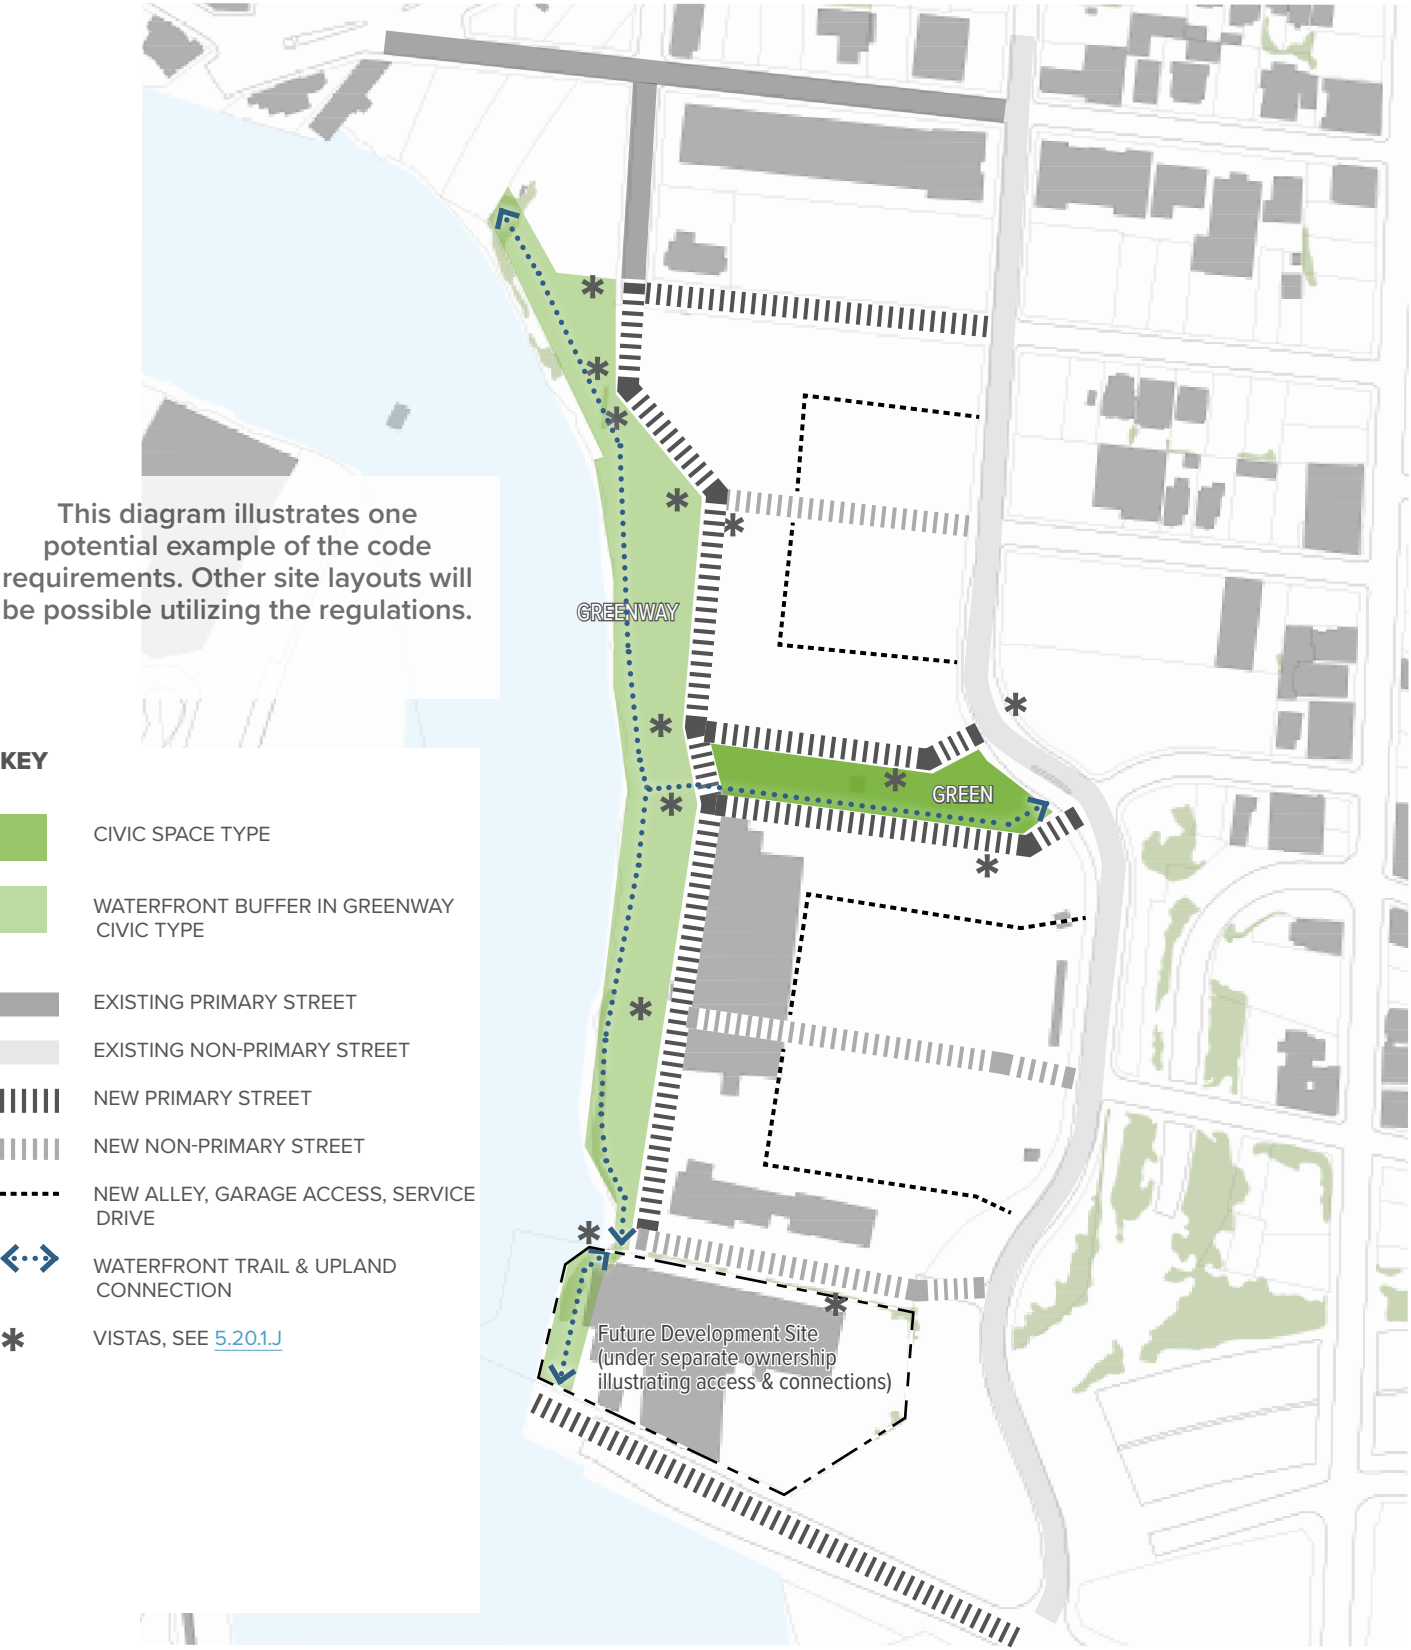 This diagram illustrates one
potential example of the code
requirements. Other site layouts will
be possible utilizing the regulations.
GREENWAY
GREEN
KEY
CIVIC SPACE TYPE
WATERFRONT BUFFER IN GREENWAY
CIVIC TYPE
EXISTING PRIMARY STREET
EXISTING NON-PRIMARY STREET
NEW PRIMARY STREET
NEW NON-PRIMARY STREET
NEW ALLEY, GARAGE ACCESS, SERVICE
DRIVE
WATERFRONT TRAIL & UPLAND
CONNECTION
VISTAS, SEE 5.20.1.J
Future Development Site
(under separate ownership
illustrating access & connections)